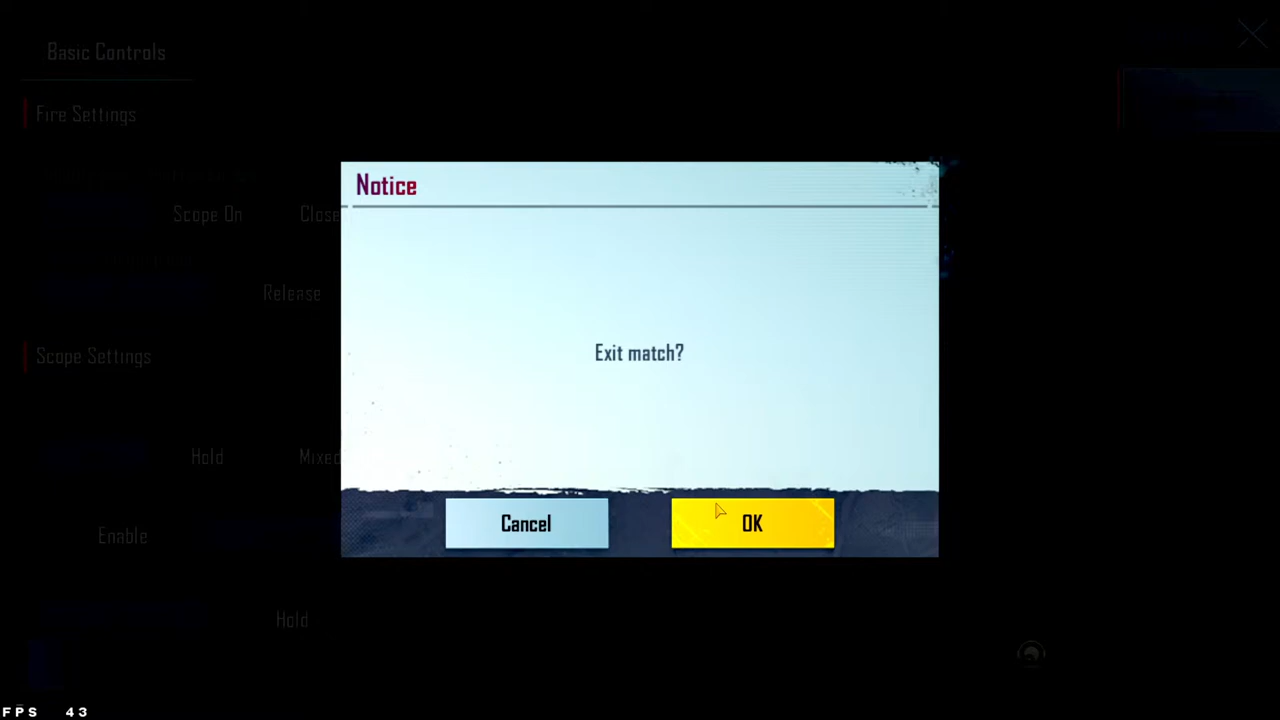 Basic Controls
Fire Settings
Scope On Close
Release
Scope Settings
Hold Mixed
Enable
Hold
Notice
Exit match?
Cancel OK
FPS 43